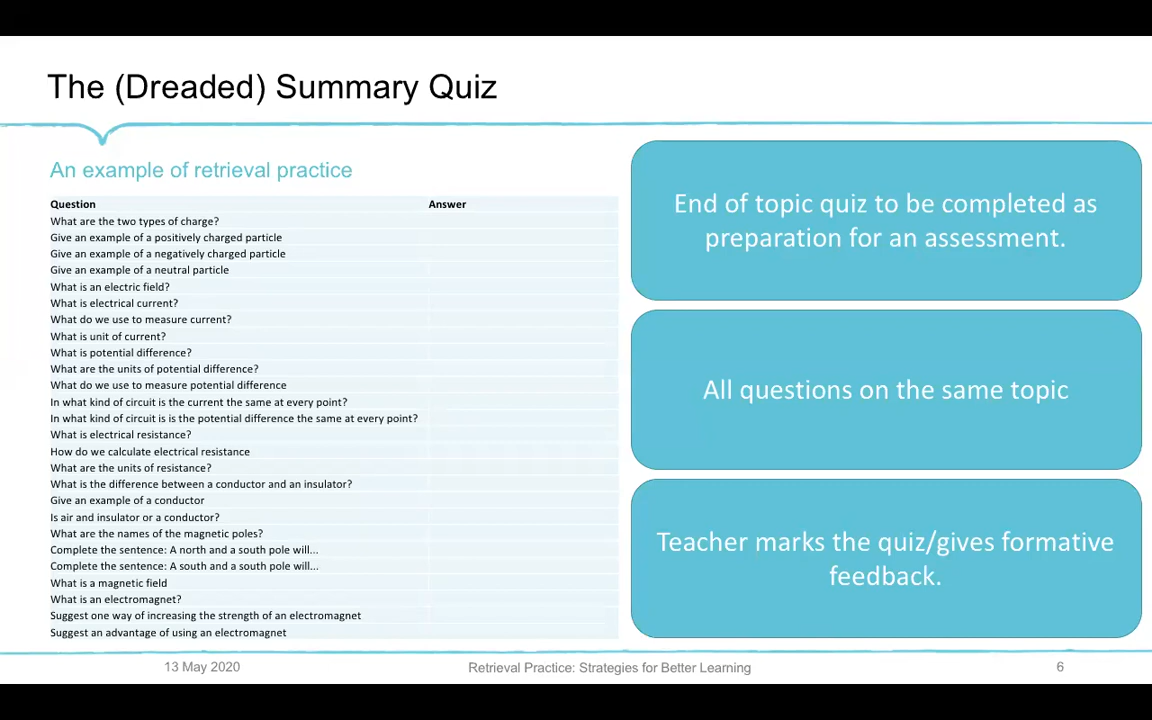 The (Dreaded) Summary Quiz
An example of retrieval practice
Question Answer
What are the two types of charge?
Give an example of a positively charged particle
Give an example of a negatively charged particle
Give an example of a neutral particle
What is an electric field?
What is electrical current?
What do we use to measure current?
What is unit of current?
What is potential difference?
What are the units of potential difference?
What do we use to measure potential difference
In what kind of circuit is the current the same at every point?
In what kind of circuit is is the potential difference the same at every point?
What is electrical resistance?
How do we calculate electrical resistance
What are the units of resistance?
What is the difference between a conductor and an insulator?
Give an example of a conductor
Is air and insulator or a conductor?
What are the names of the magnetic poles?
Complete the sentence: A north and a south pole will...
Complete the sentence: A south and a south pole will...
What is a magnetic field
What is an electromagnet?
Suggest one way of increasing the strength of an electromagnet
Suggest an advantage of using an electromagnet
End of topic quiz to be completed as
preparation for an assessment.
All questions on the same topic
Teacher marks the quiz/gives formative
feedback.
13 May 2020
Retrieval Practice: Strategies for Better Learning
6